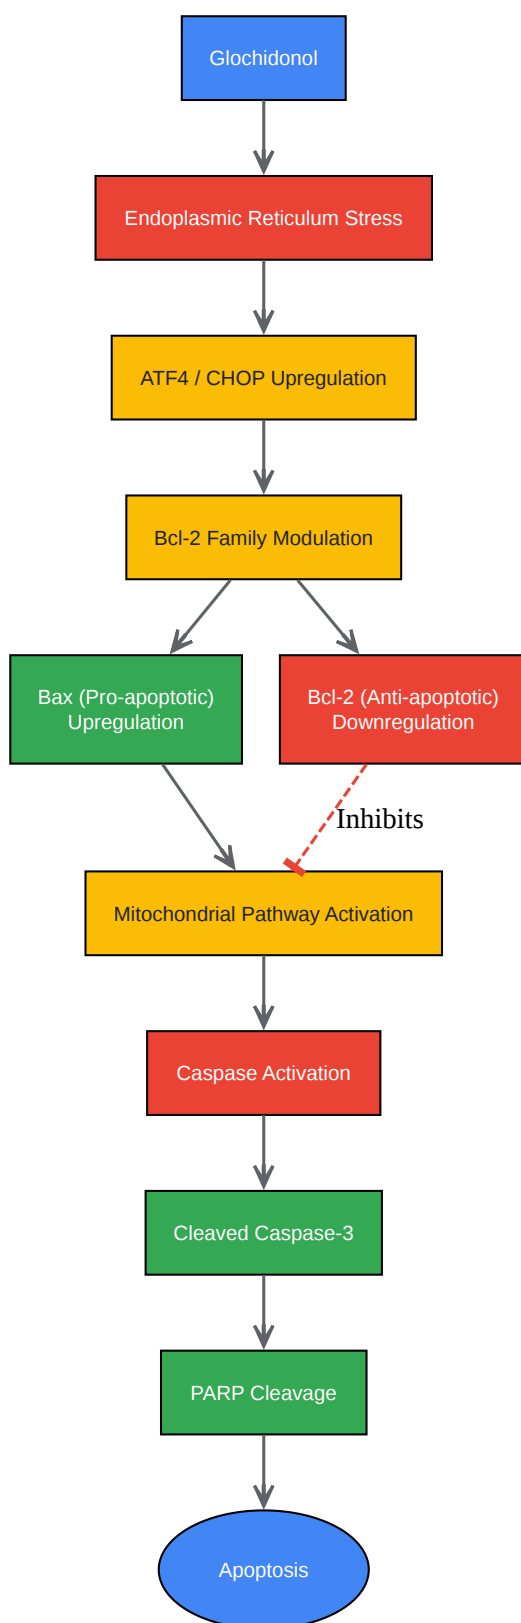 Glochidonol
Endoplasmic Reticulum Stress
ATF4 / CHOP Upregulation
Bcl-2 Family Modulation
Bax (Pro-apoptotic)
Upregulation
Bcl-2 (Anti-apoptotic)
Downregulation
Inhibits
Mitochondrial Pathway Activation
Caspase Activation
Cleaved Caspase-3
PARP Cleavage
Apoptosis